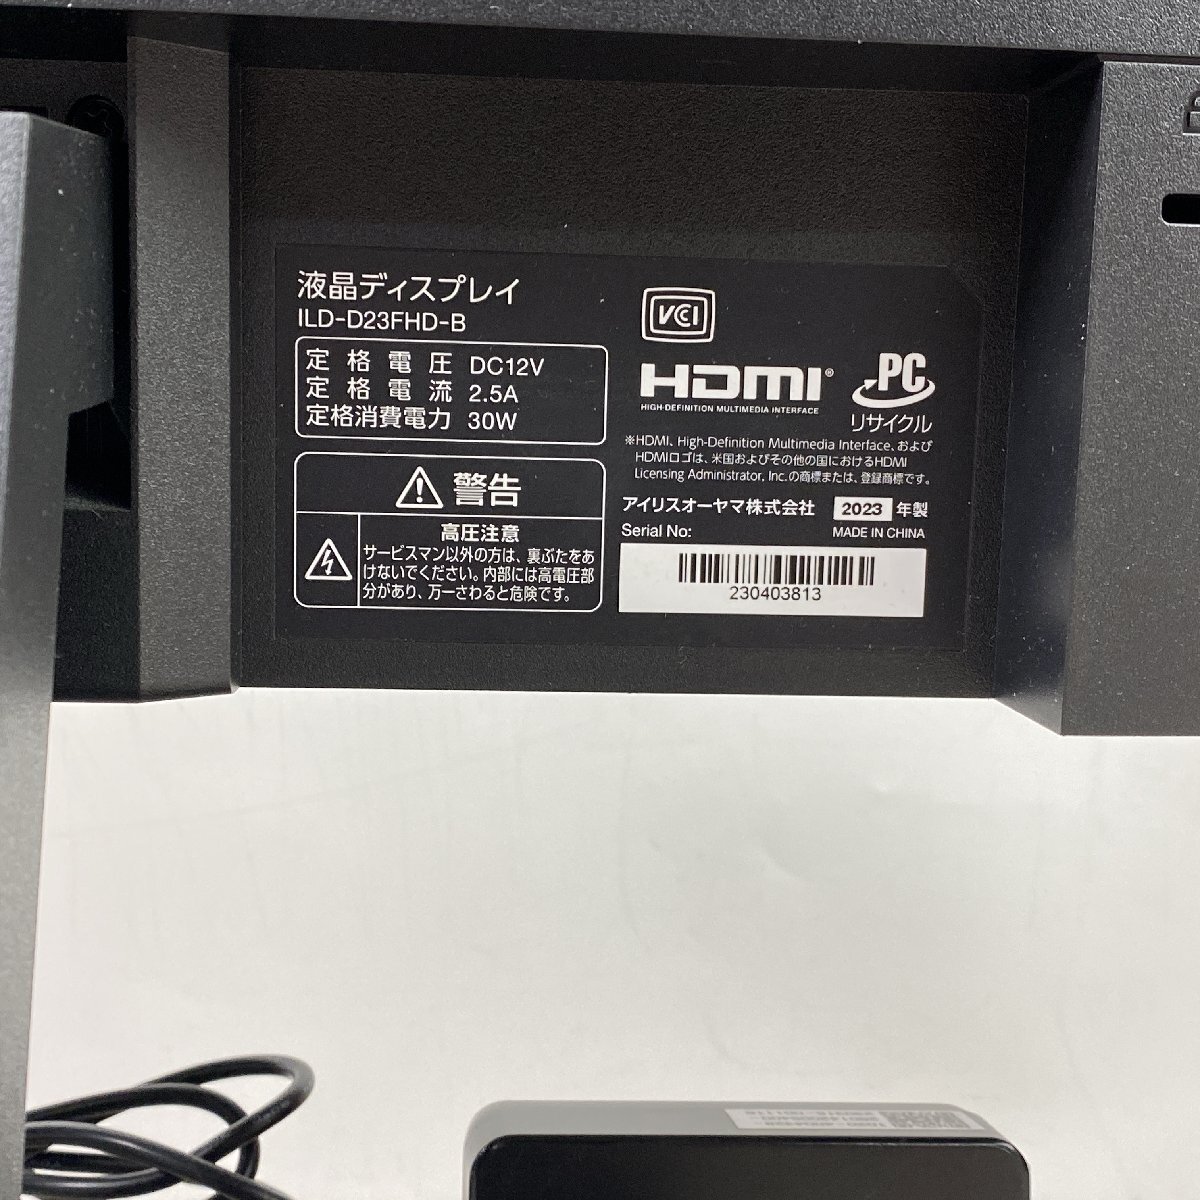 液晶ディスプレイ
ILD-D23FHD-B
定格電圧 DC12V
定格電流 2.5A
定格消費電力 30W
警告
高圧注意
サービスマン以外の方は、裏ぶたをあ
けないでください。内部には高電圧部
分があり、万一さわると危険です。
VCCI
HDMI®
HIGH-DEFINITION MULTIMEDIA INTERFACE
PC
リサイクル
※HDMI、High-Definition Multimedia Interface、および
HDMIロゴは、米国およびその他の国におけるHDMI
Licensing Administrator, Inc.の商標または、登録商標です。
アイリスオーヤマ株式会社 2023 年製
Serial No: MADE IN CHINA
230403813